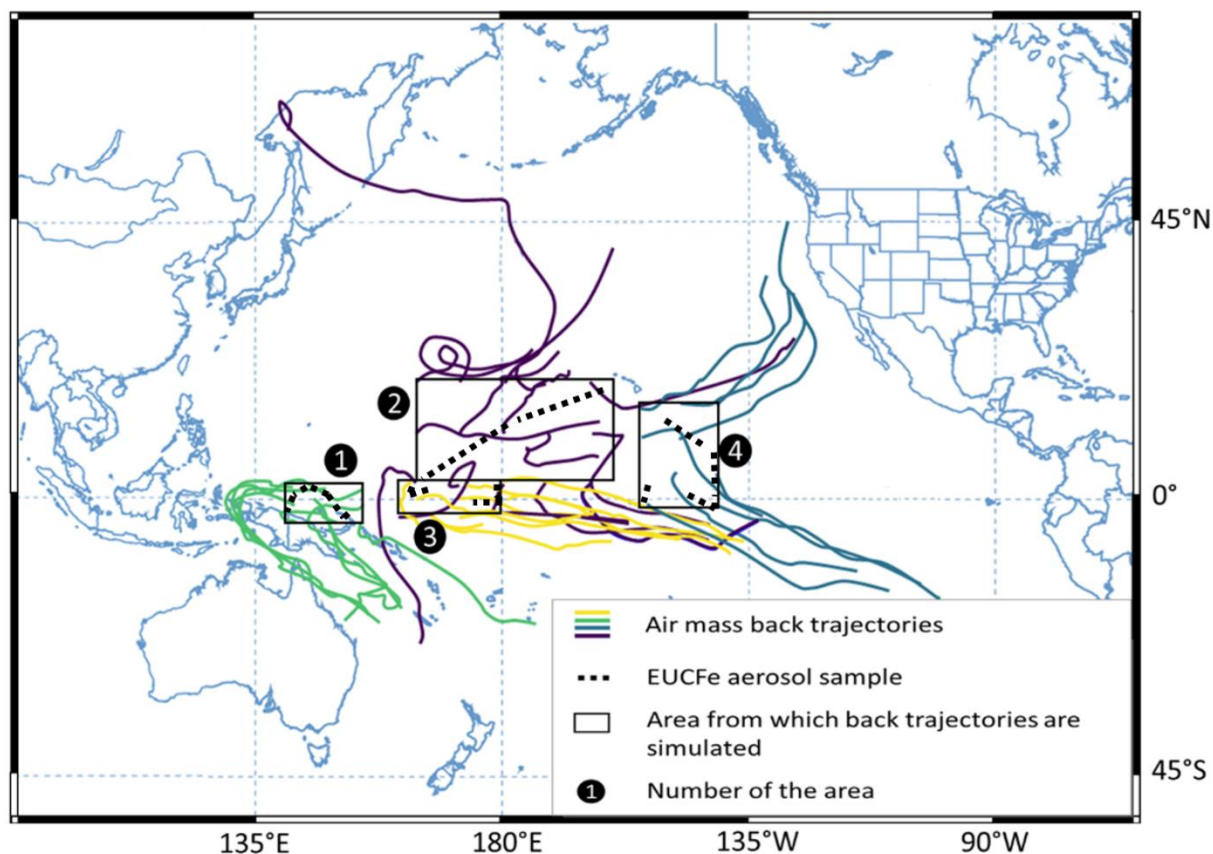 45°N
2
4
1
0°
3
Air mass back trajectories
EUCFe aerosol sample
Area from which back trajectories are
simulated
45°S
1 Number of the area
135°E 180°E 135°W 90°W